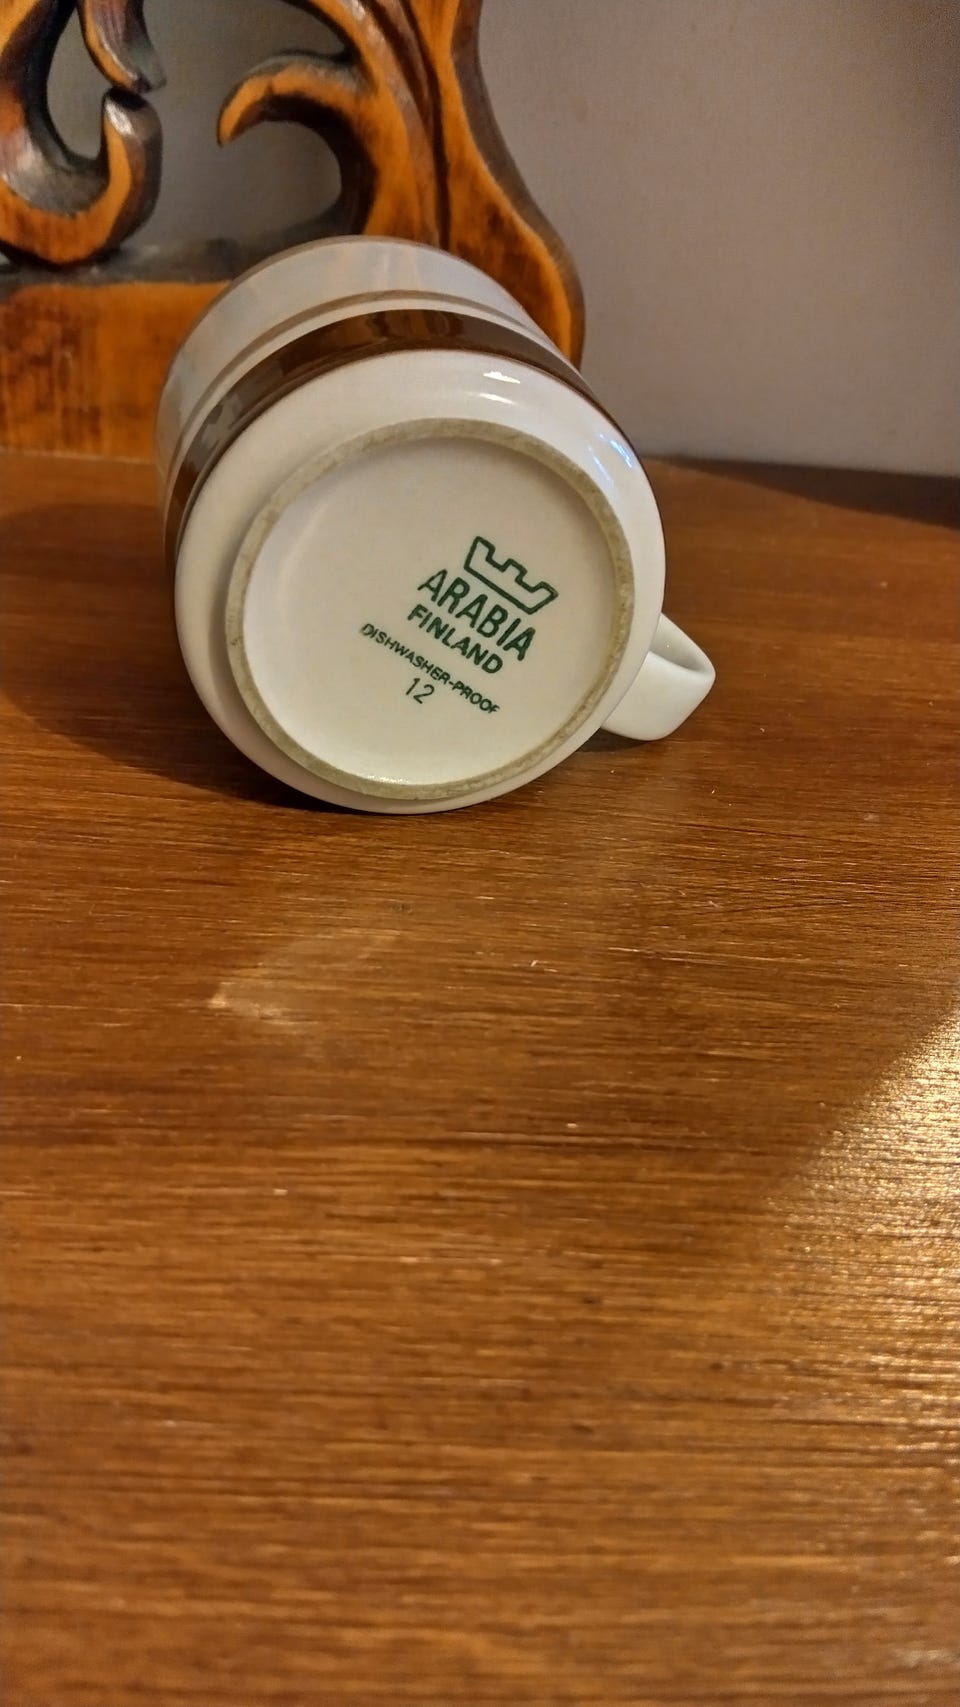 ARABIA
FINLAND
DISHWASHER-PROOF
12